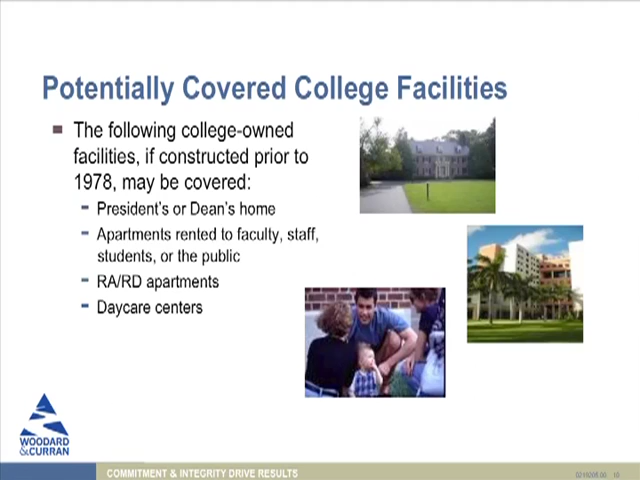 Potentially Covered College Facilities
The following college-owned
facilities, if constructed prior to
1978, may be covered:
President's or Dean's home
Apartments rented to faculty, staff,
students, or the public
RA/RD apartments
Daycare centers
WOODARD
&CURRAN
COMMITMENT & INTEGRITY DRIVE RESULTS